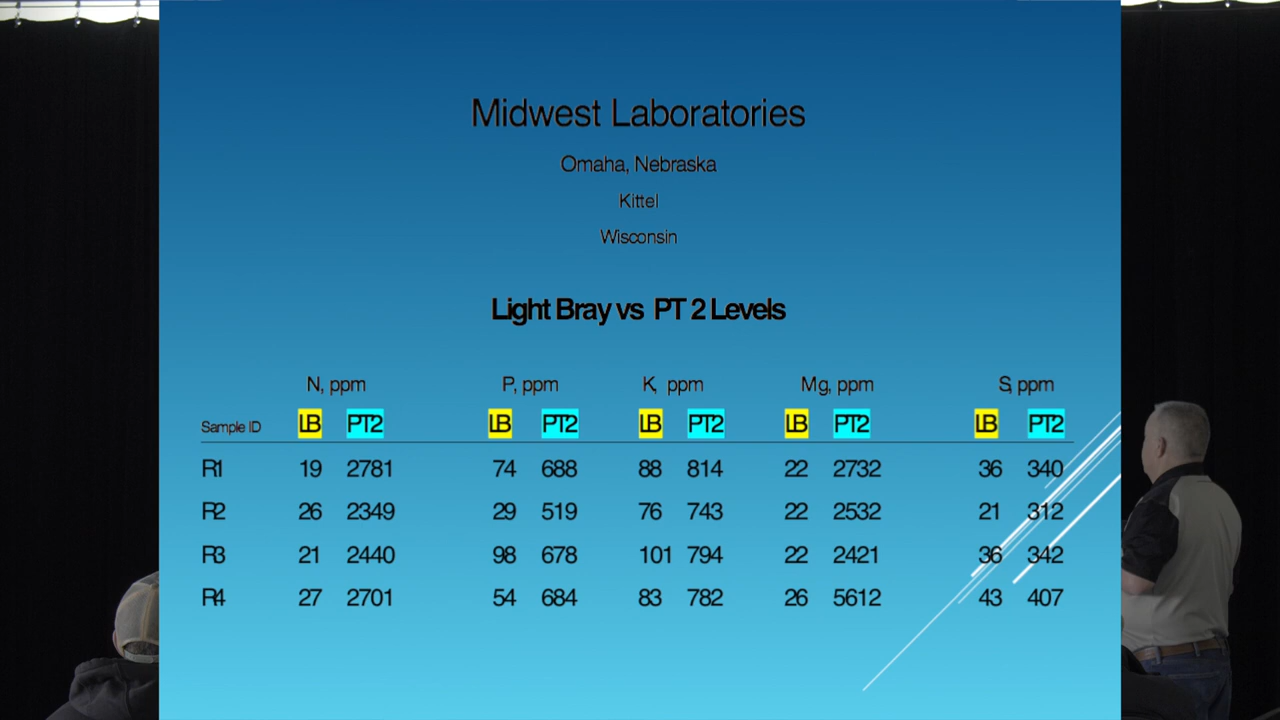 Midwest Laboratories
Omaha, Nebraska
Kittel
Wisconsin
Light Bray vs PT 2 Levels
N, ppm P, ppm K, ppm Mg, ppm S, ppm
Sample ID LB PT2 LB PT2 LB PT2 LB PT2 LB PT2
R1 19 2781 74 688 88 814 22 2732 36 340
R2 26 2349 29 519 76 743 22 2532 21 312
R3 21 2440 98 678 101 794 22 2421 36 342
R4 27 2701 54 684 83 782 26 5612 43 407